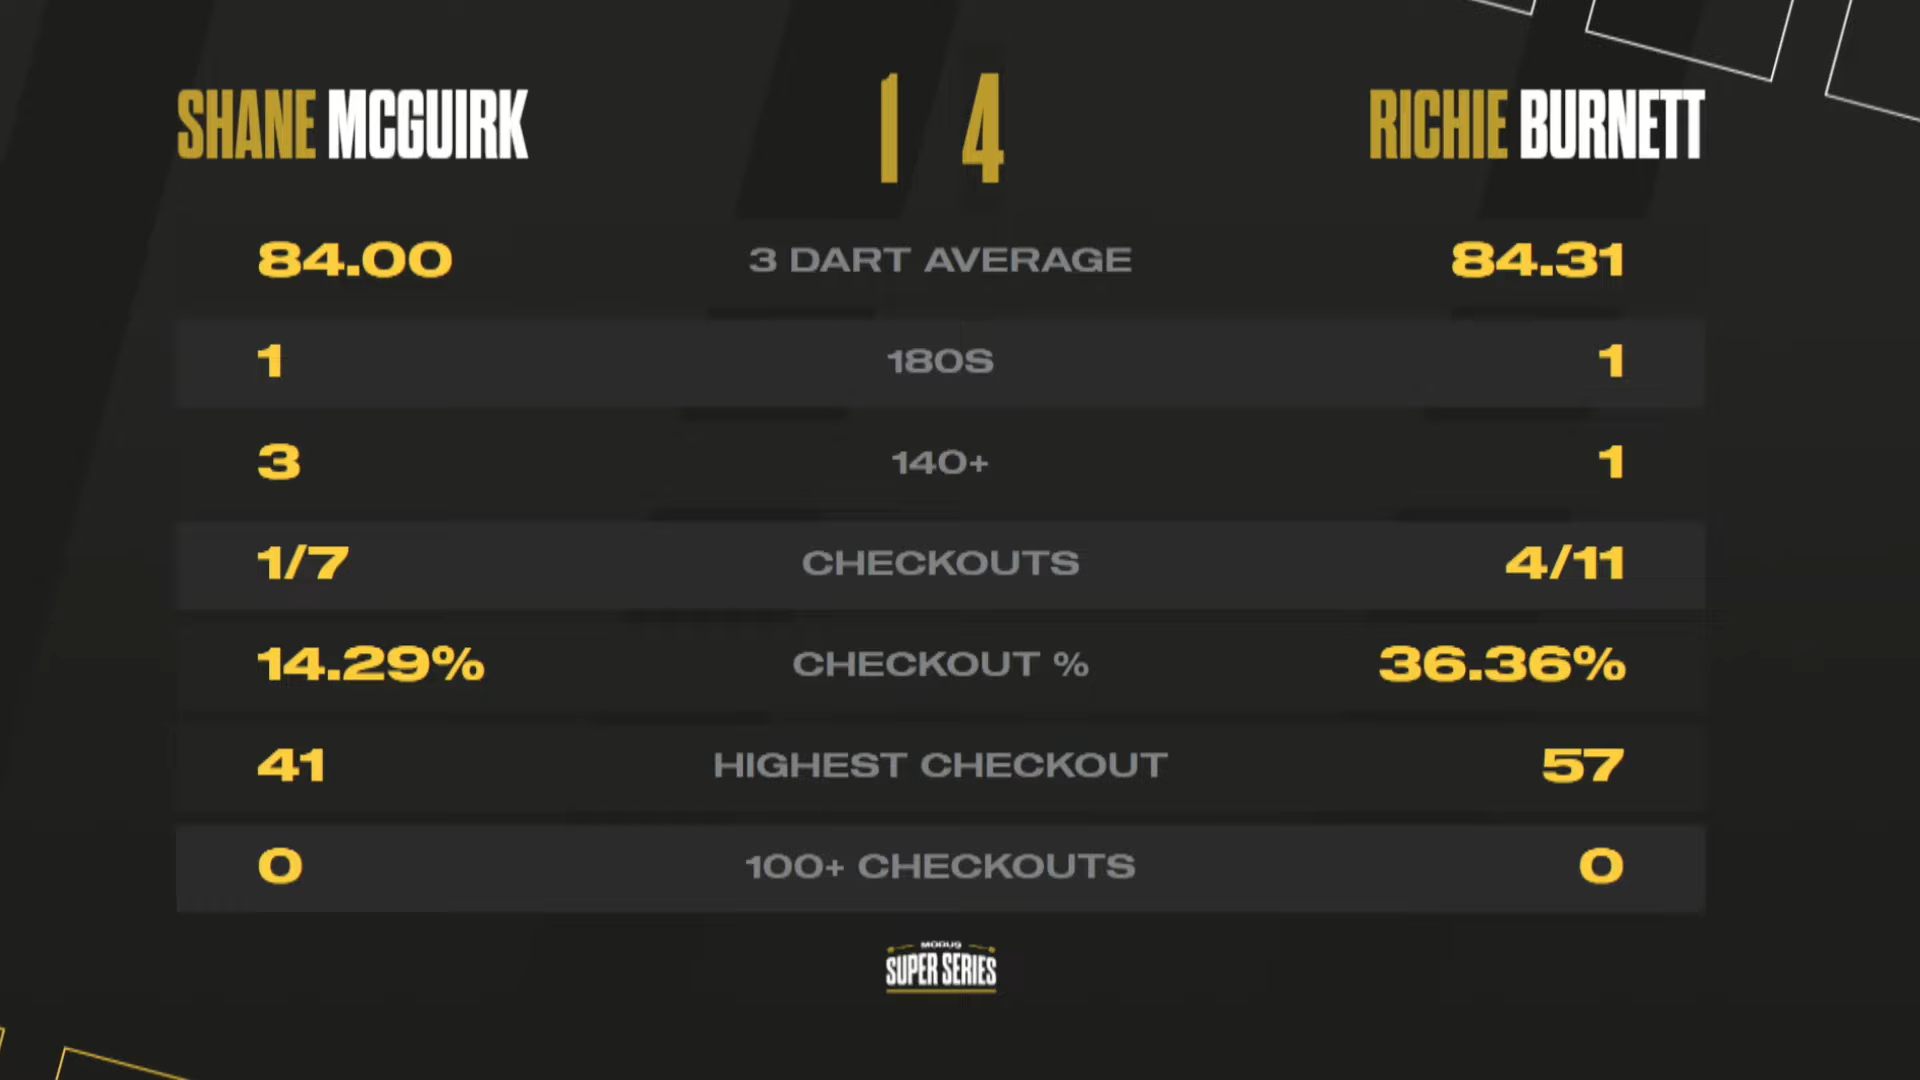 SHANE MCGUIRK 1 4 RICHIE BURNETT
84.00 3 DART AVERAGE 84.31
1 180S 1
3 140+ 1
1/7 CHECKOUTS 4/11
14.29% CHECKOUT % 36.36%
41 HIGHEST CHECKOUT 57
0 100+ CHECKOUTS 0
MODUS
SUPER SERIES